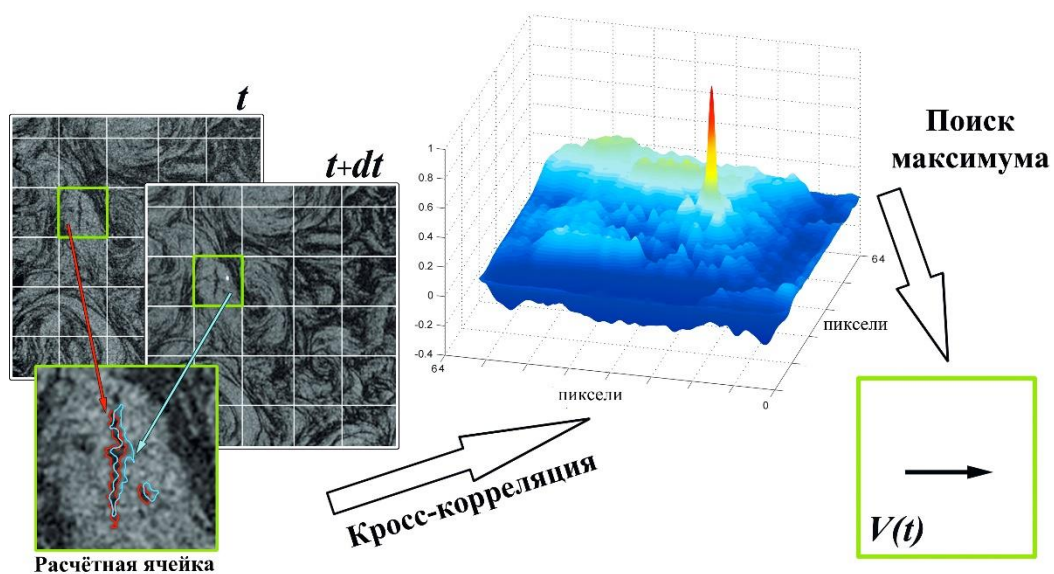 t
t+dt
Расчётная ячейка
Кросс-корреляция
1
0.8
0.6
0.4
0.2
0
-0.2
-0.4
64
пиксели
0
пиксели
64
Поиск
максимума
V(t)